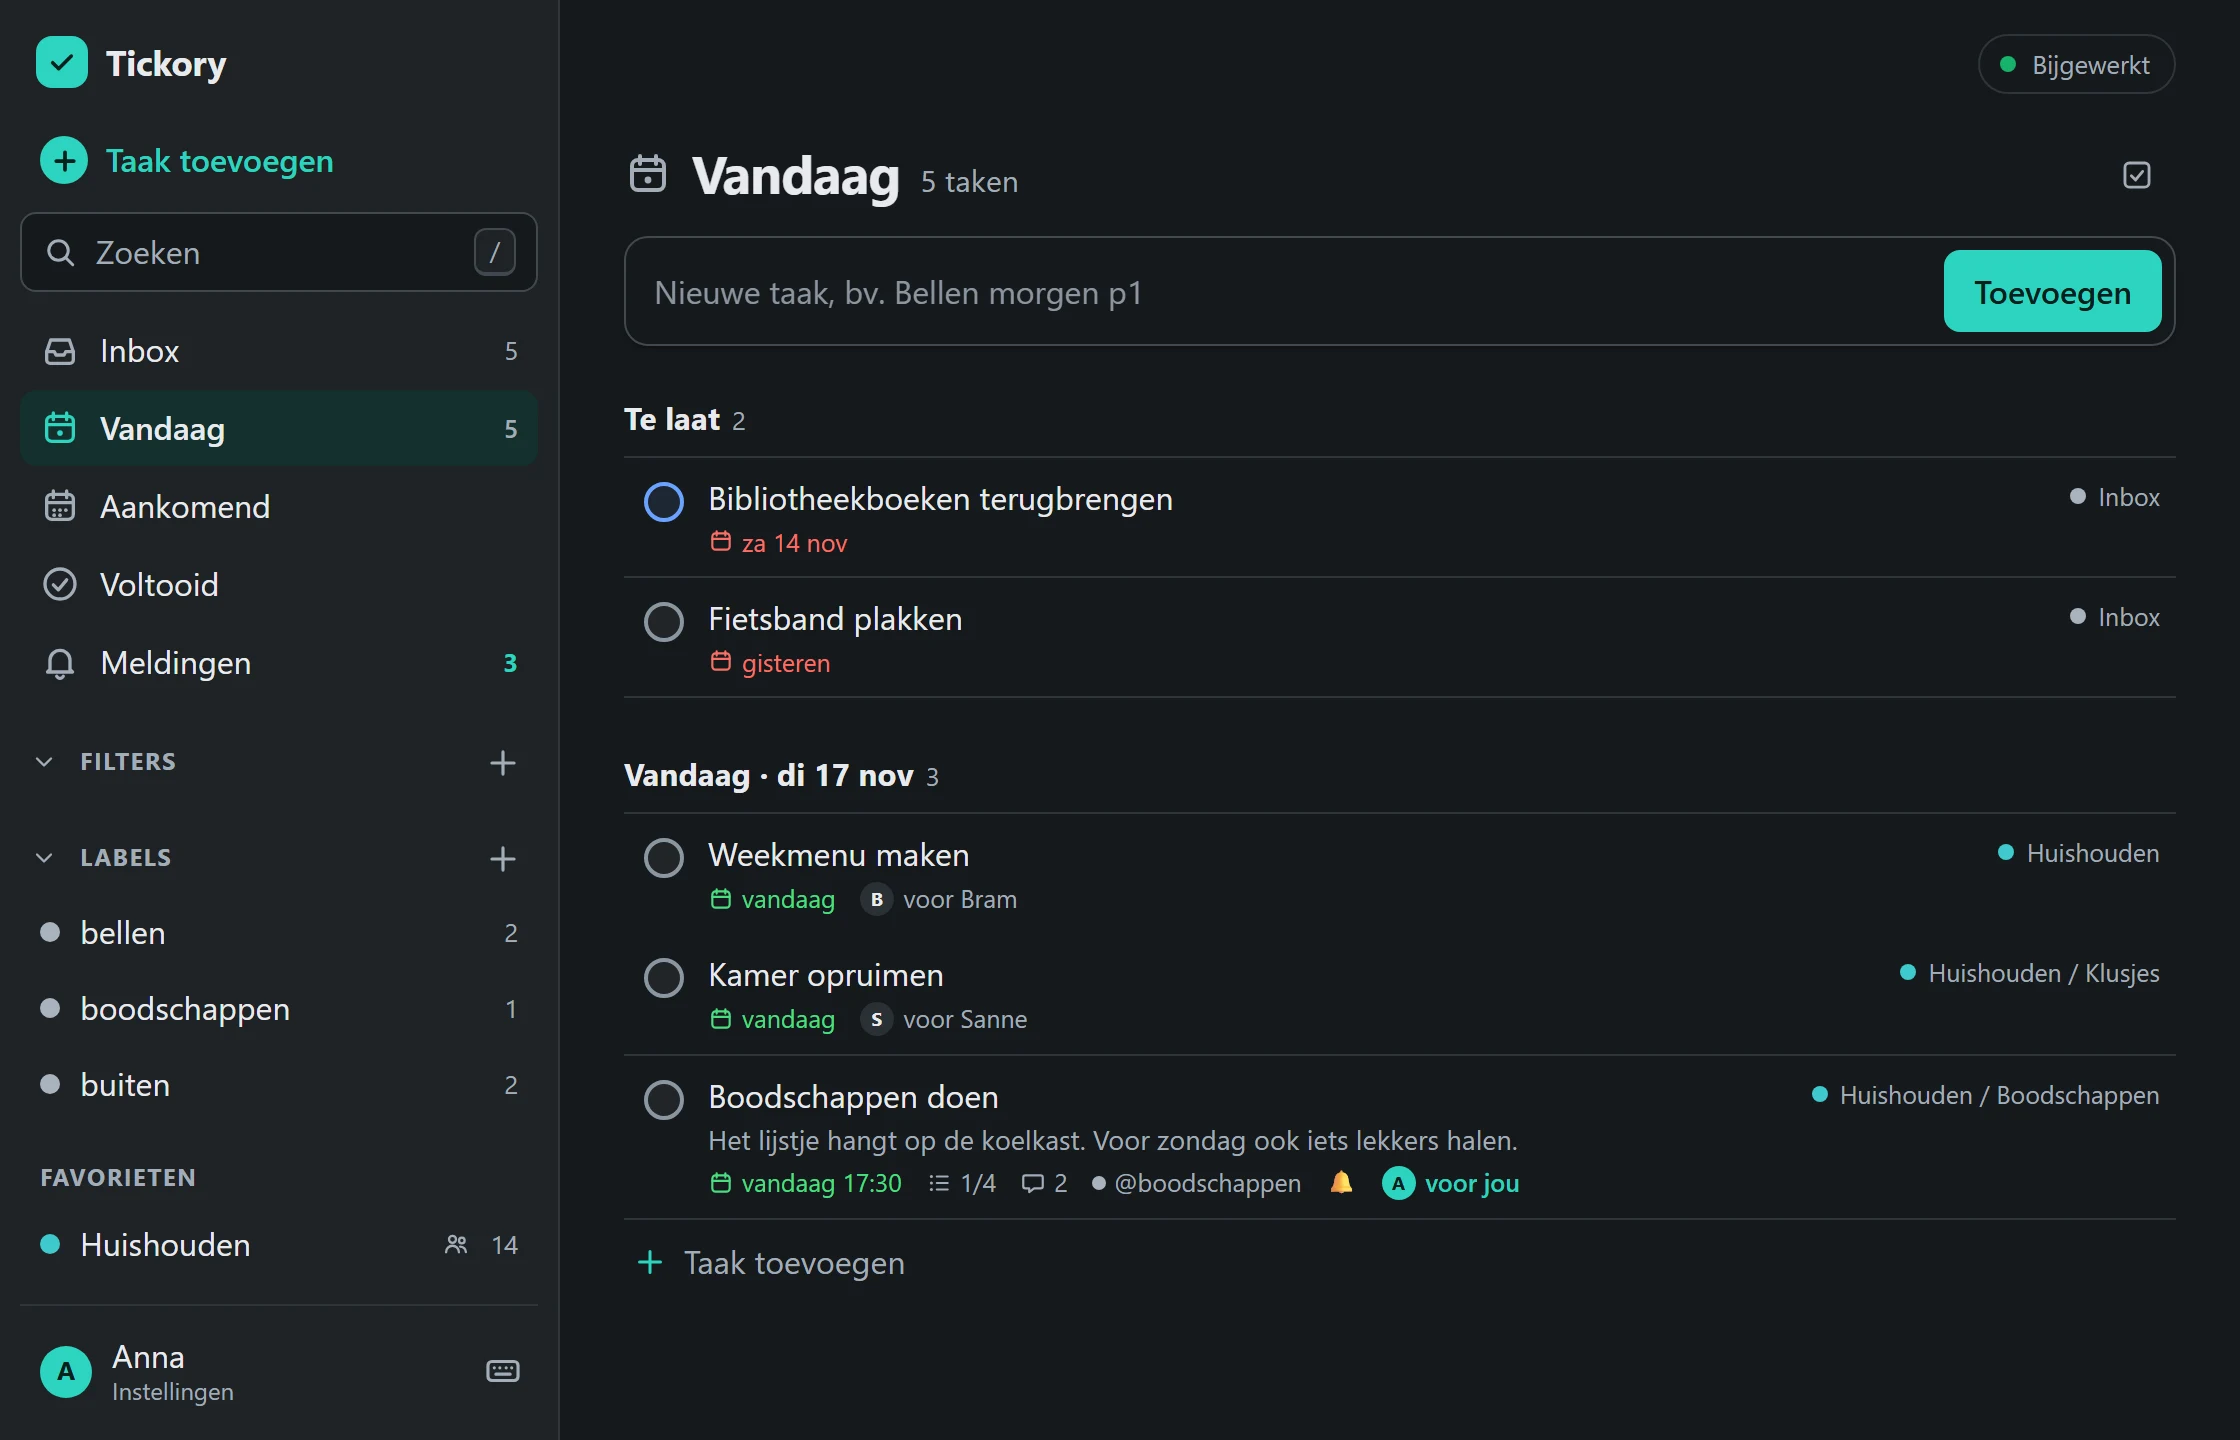 Tickory
Taak toevoegen
Zoeken /
Inbox 5
Vandaag 5
Aankomend
Voltooid
Meldingen 3
FILTERS
LABELS
bellen 2
boodschappen 1
buiten 2
FAVORIETEN
Huishouden 14
A Anna
Instellingen
Bijgewerkt
Vandaag 5 taken
Nieuwe taak, bv. Bellen morgen p1 Toevoegen
Te laat 2
Bibliotheekboeken terugbrengen Inbox
za 14 nov
Fietsband plakken Inbox
gisteren
Vandaag · di 17 nov 3
Weekmenu maken Huishouden
vandaag B voor Bram
Kamer opruimen Huishouden / Klusjes
vandaag S voor Sanne
Boodschappen doen Huishouden / Boodschappen
Het lijstje hangt op de koelkast. Voor zondag ook iets lekkers halen.
vandaag 17:30 1/4 2 @boodschappen A voor jou
Taak toevoegen